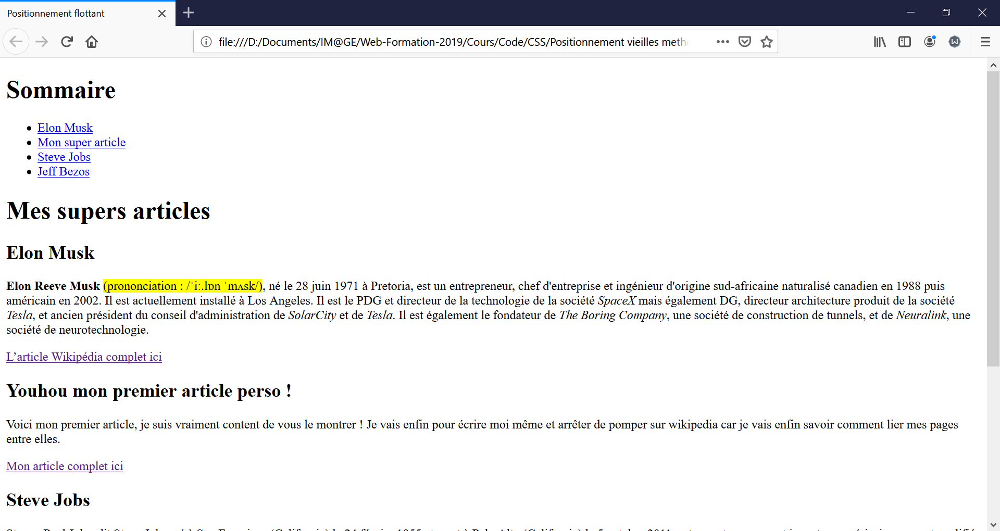 Positionnement flottant
file:///D:/Documents/IM@GE/Web-Formation-2019/Cours/Code/CSS/Positionnement vieilles meth
Sommaire
Elon Musk
Mon super article
Steve Jobs
Jeff Bezos
Mes supers articles
Elon Musk
Elon Reeve Musk (prononciation : /ˈiː.lɒn ˈmʌsk/), né le 28 juin 1971 à Pretoria, est un entrepreneur, chef d'entreprise et ingénieur d'origine sud-africaine naturalisé canadien en 1988 puis
américain en 2002. Il est actuellement installé à Los Angeles. Il est le PDG et directeur de la technologie de la société SpaceX mais également DG, directeur architecture produit de la société
Tesla, et ancien président du conseil d'administration de SolarCity et de Tesla. Il est également le fondateur de The Boring Company, une société de construction de tunnels, et de Neuralink, une
société de neurotechnologie.
L’article Wikipédia complet ici
Youhou mon premier article perso !
Voici mon premier article, je suis vraiment content de vous le montrer ! Je vais enfin pour écrire moi même et arrêter de pomper sur wikipedia car je vais enfin savoir comment lier mes pages
entre elles.
Mon article complet ici
Steve Jobs